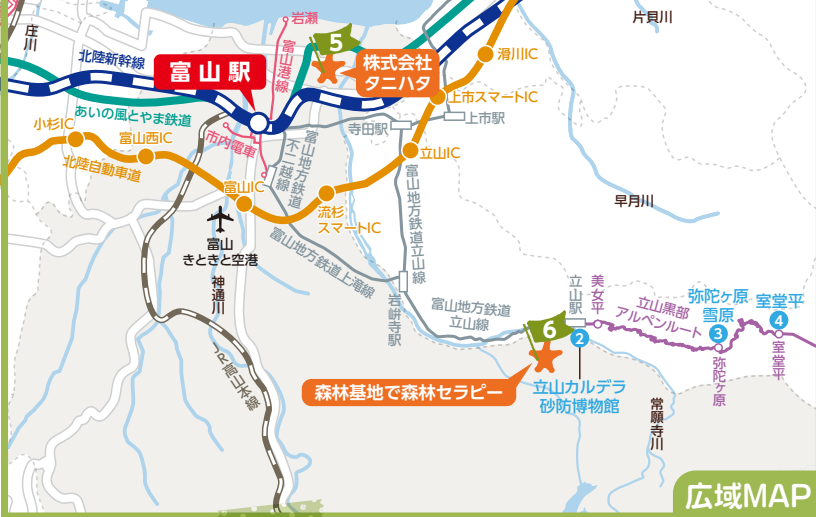 庄川
岩瀬
片貝川
5
株式会社
タニハタ
滑川IC
北陸新幹線
富山駅
富山港線
あいの風とやま鉄道
上市スマートIC
上市駅
小杉IC
富山西IC
市内電車
寺田駅
立山IC
北陸自動車道
富山地方鉄道
不二越線
富山IC
流杉
スマートIC
富山地方鉄道立山線
早月川
富山
きときと空港
富山地方鉄道上滝線
神通川
岩峅寺駅
富山地方鉄道
立山線
立山駅
美女平
立山黒部
アルペンルート
弥陀ヶ原
雪原
3
弥陀ヶ原
室堂平
4
室堂平
6
2
JR高山本線
森林基地で森林セラピー
立山カルデラ
砂防博物館
常願寺川
広域MAP